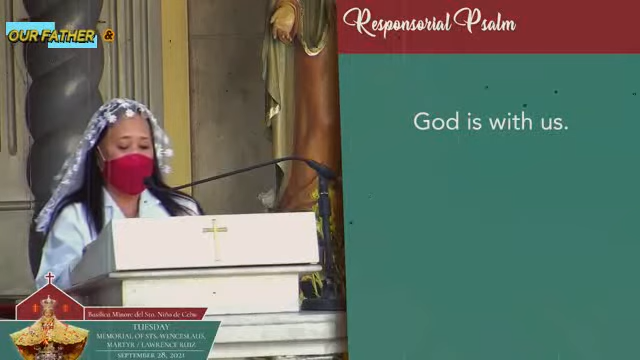 OUR FATHER &
Responsorial Psalm
God is with us.
Basilica Minore del Sto. Niño de Cebu
TUESDAY
MEMORIAL OF STS. WENCESLAUS,
MARTYR / LAWRENCE RUIZ
SEPTEMBER 28, 2021